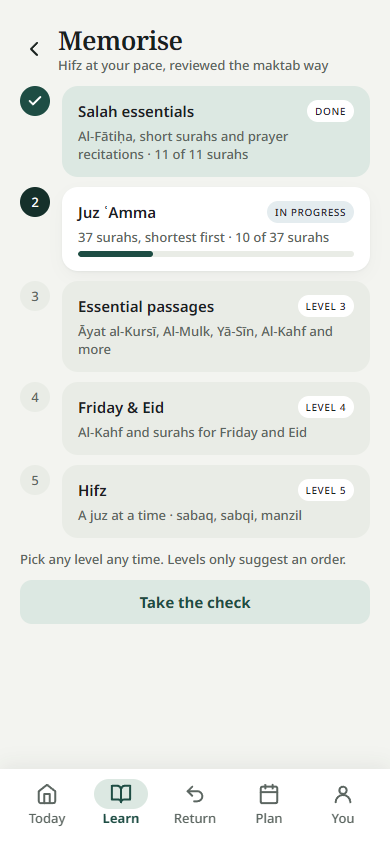 Memorise
Hifz at your pace, reviewed the maktab way
Salah essentials
DONE
Al-Fātiḥa, short surahs and prayer
recitations · 11 of 11 surahs
2
Juz ʿAmma
IN PROGRESS
37 surahs, shortest first · 10 of 37 surahs
3
Essential passages
LEVEL 3
Āyat al-Kursī, Al-Mulk, Yā-Sīn, Al-Kahf and
more
4
Friday & Eid
LEVEL 4
Al-Kahf and surahs for Friday and Eid
5
Hifz
LEVEL 5
A juz at a time · sabaq, sabqi, manzil
Pick any level any time. Levels only suggest an order.
Take the check
Today
Learn
Return
Plan
You